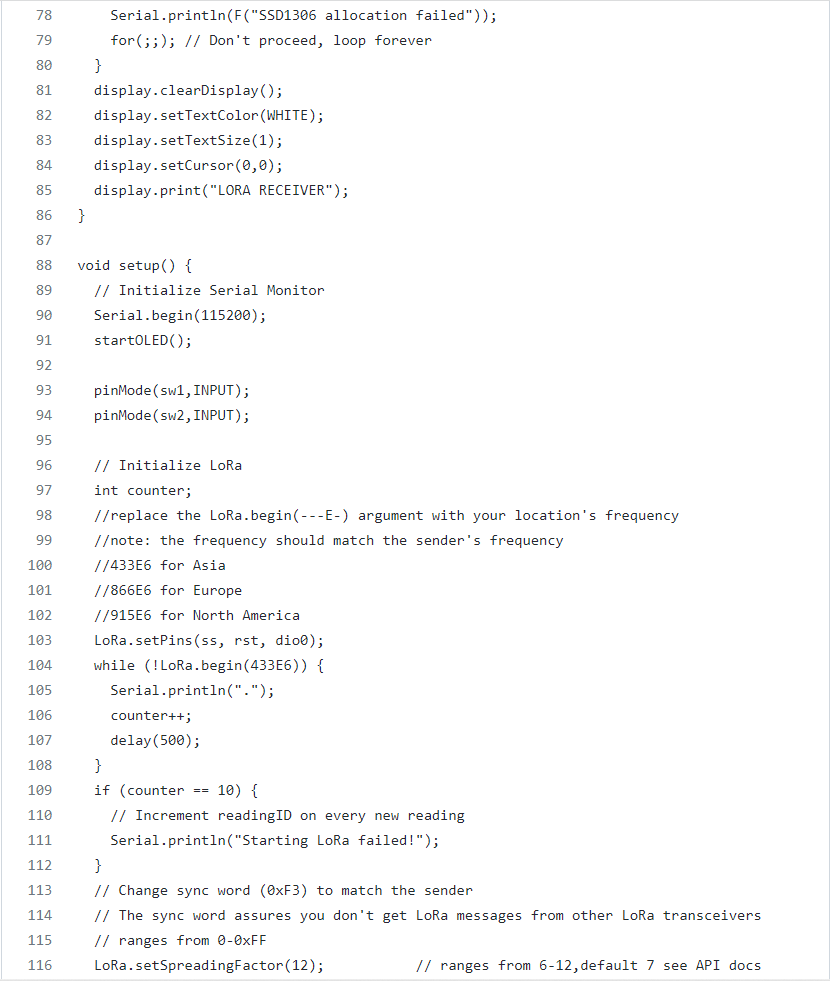 78 Serial.println(F("SSD1306 allocation failed"));
79 for(;;); // Don't proceed, loop forever
80 }
81 display.clearDisplay();
82 display.setTextColor(WHITE);
83 display.setTextSize(1);
84 display.setCursor(0,0);
85 display.print("LORA RECEIVER");
86 }
87
88 void setup() {
89 // Initialize Serial Monitor
90 Serial.begin(115200);
91 startOLED();
92
93 pinMode(sw1,INPUT);
94 pinMode(sw2,INPUT);
95
96 // Initialize LoRa
97 int counter;
98 //replace the LoRa.begin(---E-) argument with your location's frequency
99 //note: the frequency should match the sender's frequency
100 //433E6 for Asia
101 //866E6 for Europe
102 //915E6 for North America
103 LoRa.setPins(ss, rst, dio0);
104 while (!LoRa.begin(433E6)) {
105 Serial.println(".");
106 counter++;
107 delay(500);
108 }
109 if (counter == 10) {
110 // Increment readingID on every new reading
111 Serial.println("Starting LoRa failed!");
112 }
113 // Change sync word (0xF3) to match the sender
114 // The sync word assures you don't get LoRa messages from other LoRa transceivers
115 // ranges from 0-0xFF
116 LoRa.setSpreadingFactor(12); // ranges from 6-12,default 7 see API docs